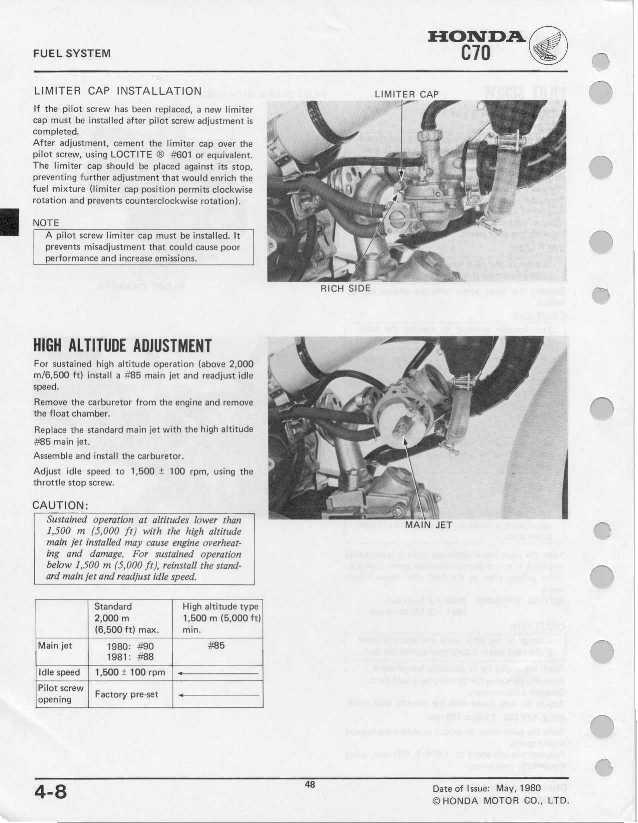 FUEL SYSTEM
HONDA
C70
LIMITER CAP INSTALLATION
If the pilot screw has been replaced, a new limiter
cap must be installed after pilot screw adjustment is
completed.
After adjustment, cement the limiter cap over the
pilot screw, using LOCTITE ® #601 or equivalent.
The limiter cap should be placed against its stop,
preventing further adjustment that would enrich the
fuel mixture (limiter cap position permits clockwise
rotation and prevents counterclockwise rotation).
NOTE
A pilot screw limiter cap must be installed. It
prevents misadjustment that could cause poor
performance and increase emissions.
LIMITER CAP
RICH SIDE
HIGH ALTITUDE ADJUSTMENT
For sustained high altitude operation (above 2,000
m/6,500 ft) install a #85 main jet and readjust idle
speed.
Remove the carburetor from the engine and remove
the float chamber.
Replace the standard main jet with the high altitude
#85 main jet.
Assemble and install the carburetor.
Adjust idle speed to 1,500 ± 100 rpm, using the
throttle stop screw.
CAUTION:
Sustained operation at altitudes lower than
1,500 m (5,000 ft) with the high altitude
main jet installed may cause engine overheat-
ing and damage. For sustained operation
below 1,500 m (5,000 ft), reinstall the stand-
ard main jet and readjust idle speed.
MAIN JET
Standard High altitude type
2,000 m 1,500 m (5,000 ft)
(6,500 ft) max. min.
Main jet 1980: #90 #85
1981: #88
Idle speed 1,500 ± 100 rpm
Pilot screw
opening Factory pre-set
4-8
48
Date of Issue: May, 1980
© HONDA MOTOR CO., LTD.